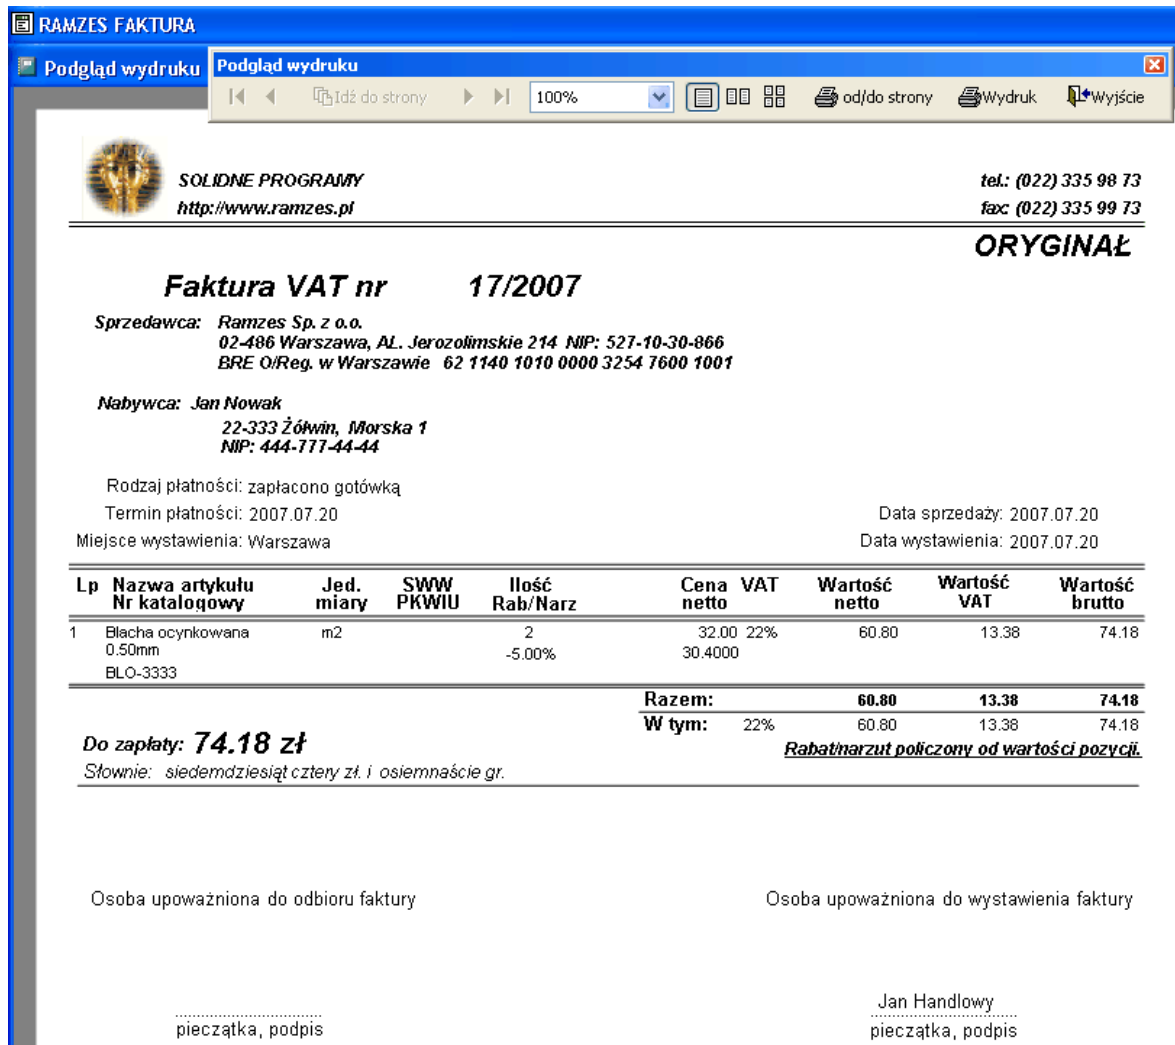 RAMZES FAKTURA
Podgląd wydruku
Podgląd wydruku
Idź do strony 100% od/do strony Wydruk Wyjście
SOLIDNE PROGRAMY tel.: (022) 335 98 73
http://www.ramzes.pl fax: (022) 335 99 73
ORYGINAŁ
Faktura VAT nr 17/2007
Sprzedawca: Ramzes Sp. z o.o.
02-486 Warszawa, AL. Jerozolimskie 214 NIP: 527-10-30-866
BRE O/Reg. w Warszawie 62 1140 1010 0000 3254 7600 1001
Nabywca: Jan Nowak
22-333 Żółwin, Morska 1
NIP: 444-777-44-44
Rodzaj płatności: zapłacono gotówką
Termin płatności: 2007.07.20 Data sprzedaży: 2007.07.20
Miejsce wystawienia: Warszawa Data wystawienia: 2007.07.20
Lp Nazwa artykułu Jed. SWW Ilość Cena VAT Wartość Wartość Wartość
Nr katalogowy miary PKWIU Rab/Narz netto netto VAT brutto
1 Blacha ocynkowana m2 2 32.00 22% 60.80 13.38 74.18
0.50mm -5.00% 30.4000
BLO-3333
Razem: 60.80 13.38 74.18
W tym: 22% 60.80 13.38 74.18
Do zapłaty: 74.18 zł Rabat/narzut policzony od wartości pozycji.
Słownie: siedemdziesiąt cztery zł. i osiemnaście gr.
Osoba upoważniona do odbioru faktury Osoba upoważniona do wystawienia faktury
Jan Handlowy
pieczątka, podpis pieczątka, podpis